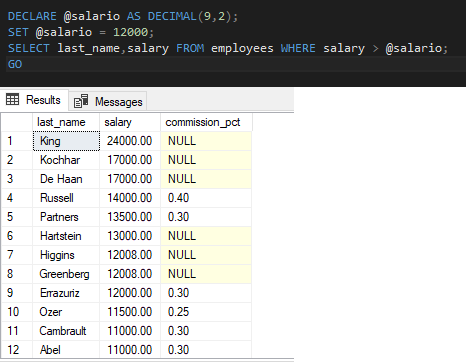 DECLARE @salario AS DECIMAL(9,2);
SET @salario = 12000;
SELECT last_name,salary FROM employees WHERE salary > @salario;
GO
Results Messages
last_name salary commission_pct
1 King 24000.00 NULL
2 Kochhar 17000.00 NULL
3 De Haan 17000.00 NULL
4 Russell 14000.00 0.40
5 Partners 13500.00 0.30
6 Hartstein 13000.00 NULL
7 Higgins 12008.00 NULL
8 Greenberg 12008.00 NULL
9 Errazuriz 12000.00 0.30
10 Ozer 11500.00 0.25
11 Cambrault 11000.00 0.30
12 Abel 11000.00 0.30